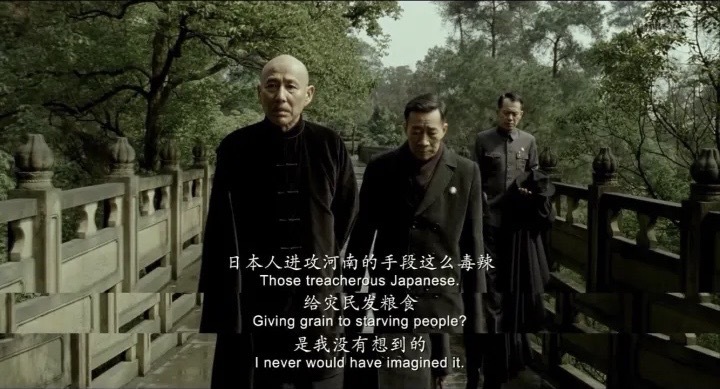 日本人进攻河南的手段这么毒辣
Those treacherous Japanese.
给灾民发粮食
Giving grain to starving people?
是我没有想到的
I never would have imagined it.